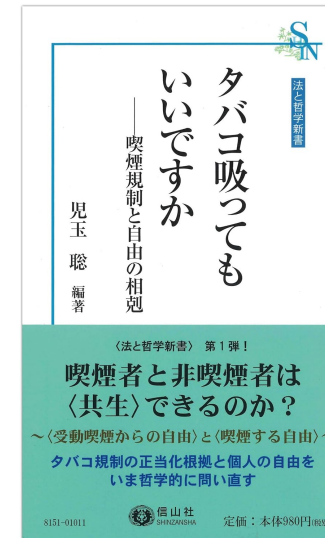 SN
法と哲学新書
タバコ吸っても
いいですか
──喫煙規制と自由の相剋
児玉 聡 編著
〈法と哲学新書〉 第1弾！
喫煙者と非喫煙者は
〈共生〉できるのか？
～〈受動喫煙からの自由〉と〈喫煙する自由〉～
タバコ規制の正当化根拠と個人の自由を
いま哲学的に問い直す
8151-01011
信山社
SHINZANSHA
定価：本体980円